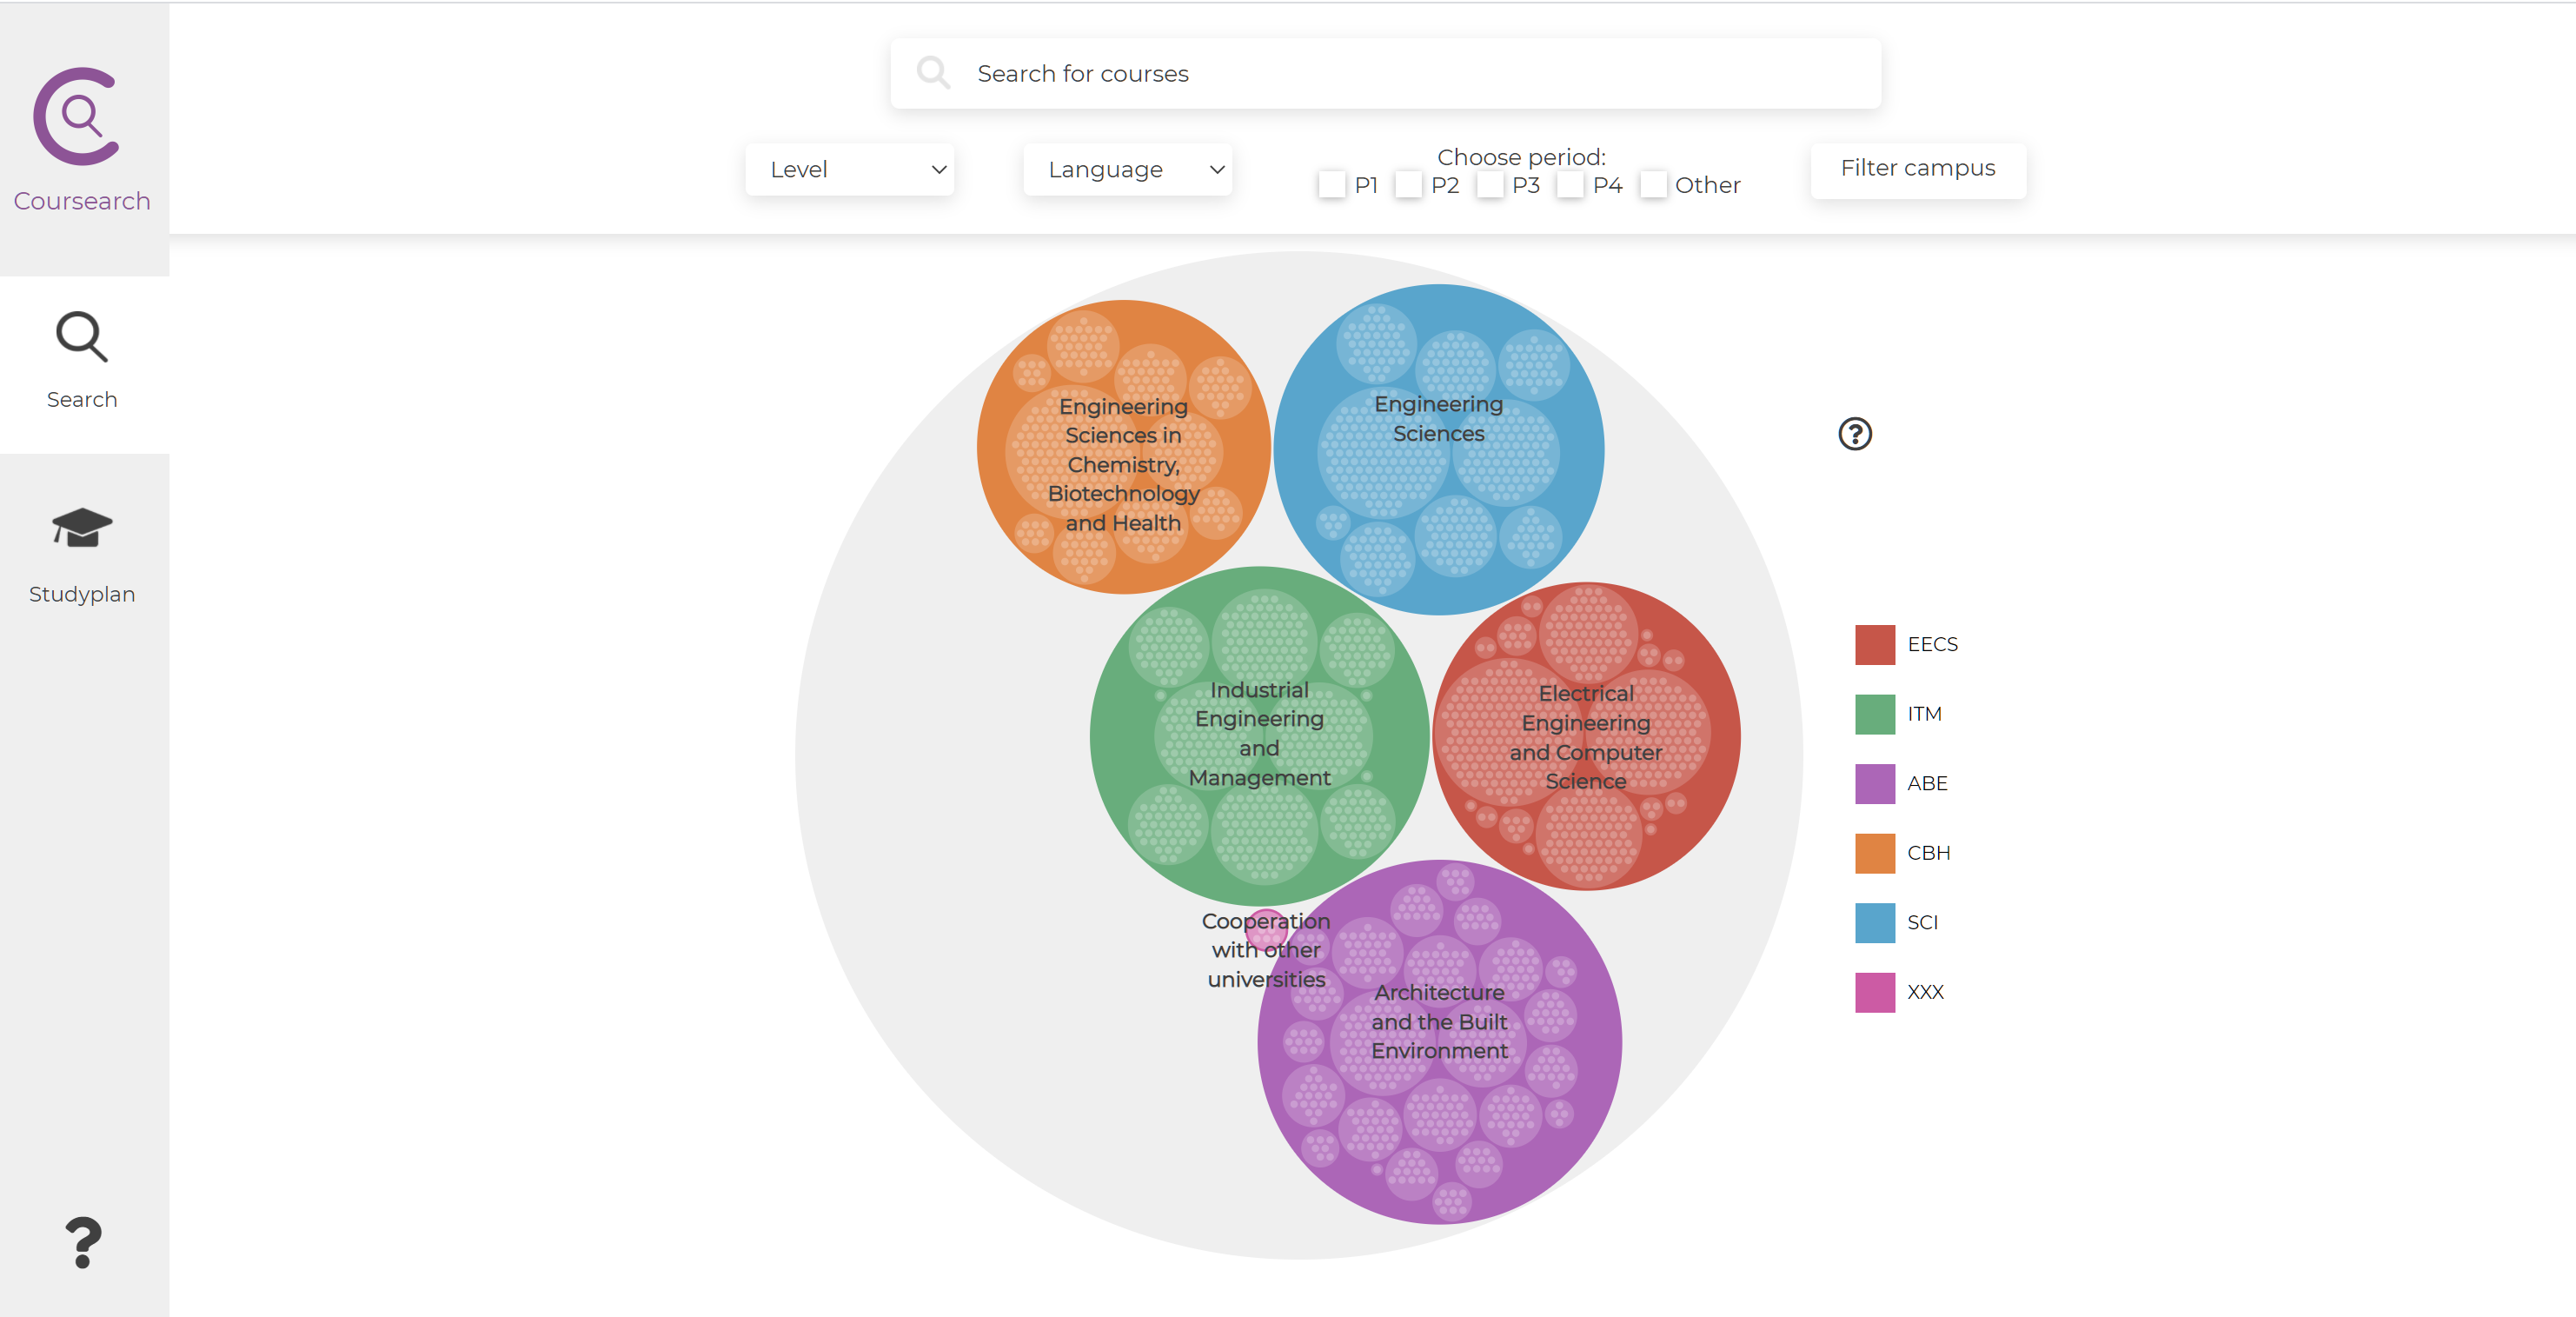 Coursearch
Search
Studyplan
?
Search for courses
Level
Language
Choose period:
P1 P2 P3 P4 Other
Filter campus
Engineering
Sciences in
Chemistry,
Biotechnology
and Health
Engineering
Sciences
Industrial
Engineering
and
Management
Electrical
Engineering
and Computer
Science
Cooperation
with other
universities
Architecture
and the Built
Environment
?
EECS
ITM
ABE
CBH
SCI
XXX